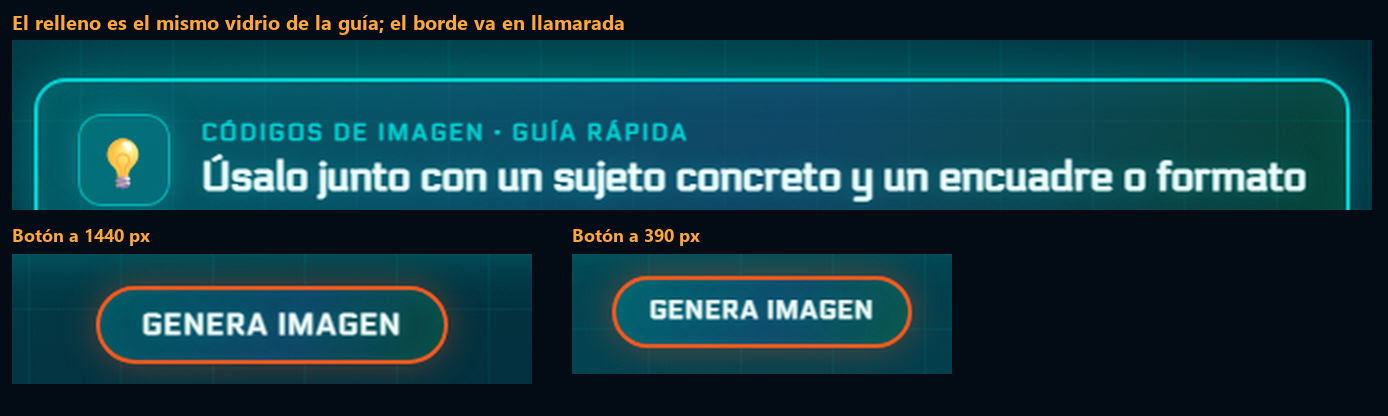 El relleno es el mismo vidrio de la guía; el borde va en llamarada
CÓDIGOS DE IMAGEN • GUÍA RÁPIDA
Úsalo junto con un sujeto concreto y un encuadre o formato
Botón a 1440 px
Botón a 390 px
GENERA IMAGEN
GENERA IMAGEN